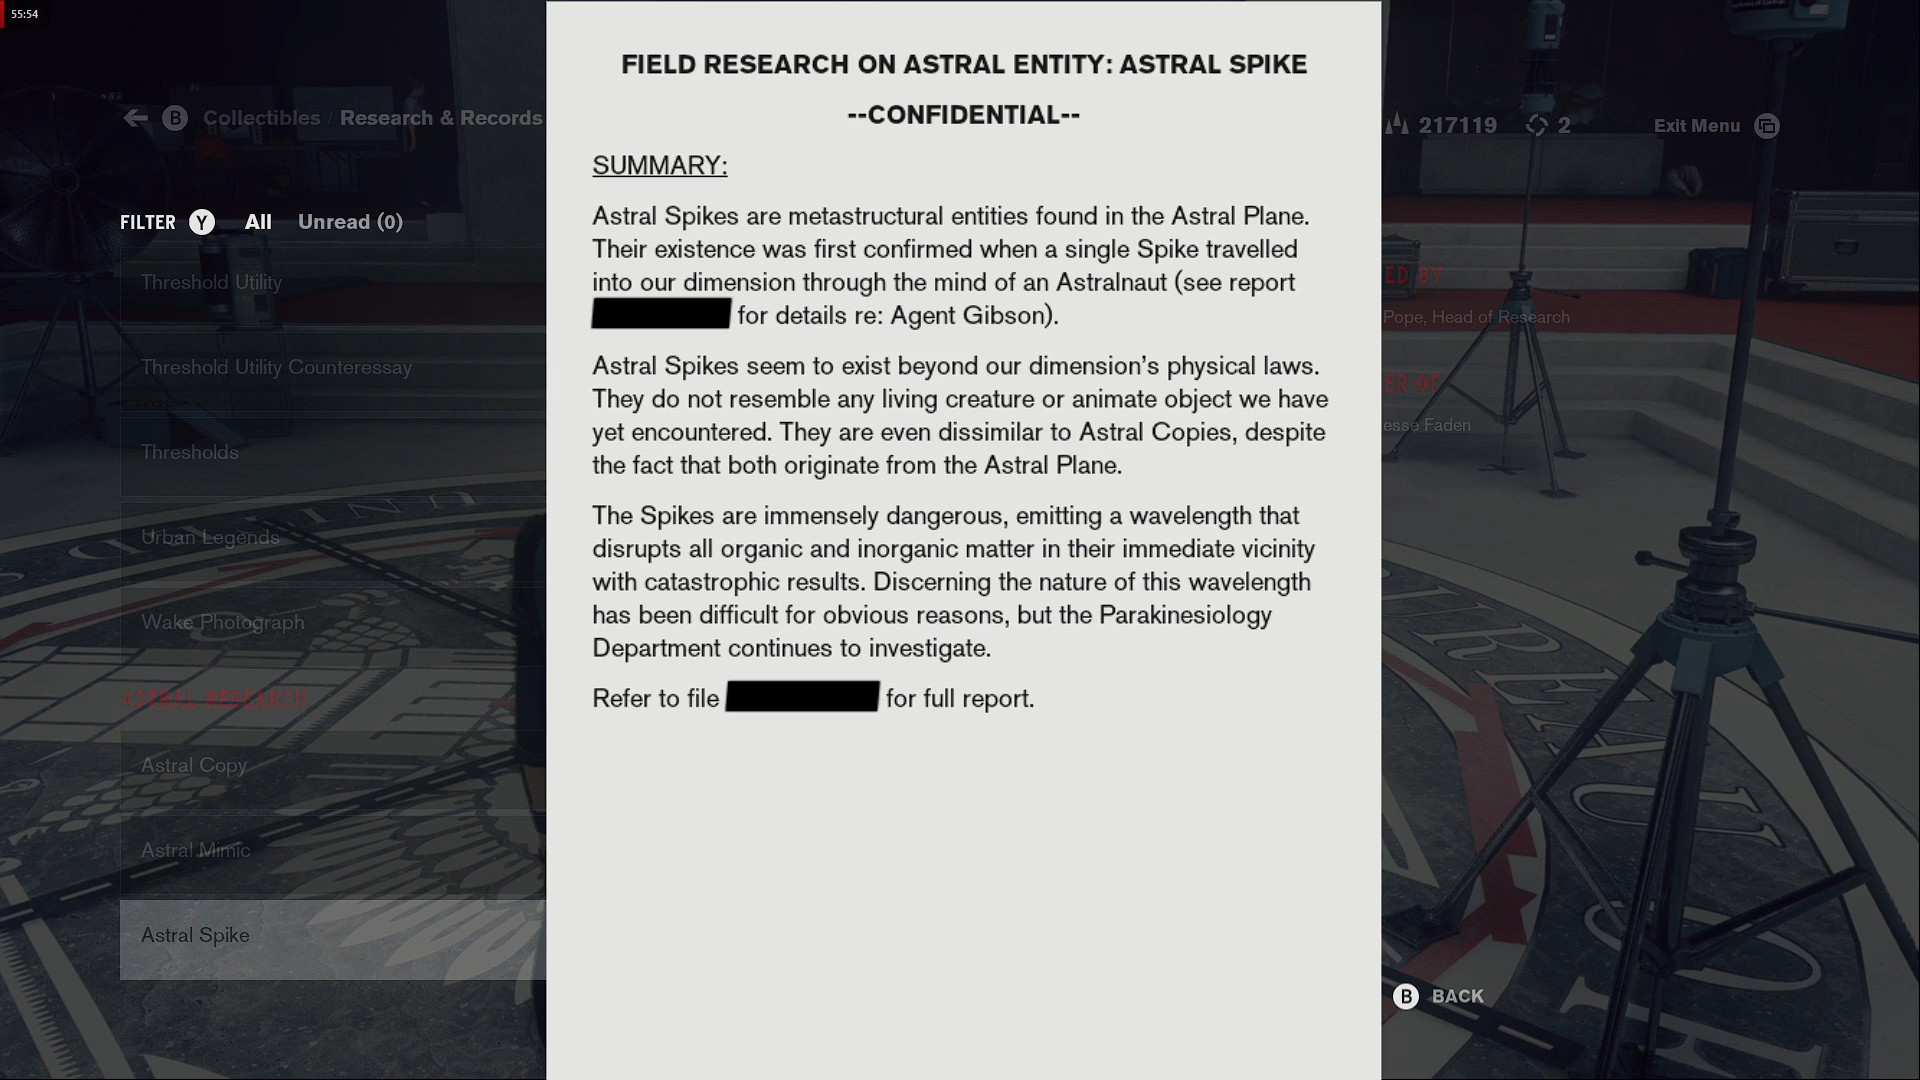 55:54
FIELD RESEARCH ON ASTRAL ENTITY: ASTRAL SPIKE
--CONFIDENTIAL--
B Collectibles / Research & Records
217119 2 Exit Menu
FILTER Y All Unread (0)
Threshold Utility
Threshold Utility Counteressay
Thresholds
Urban Legends
Wake Photograph
ASTRAL RESEARCH
Astral Copy
Astral Mimic
Astral Spike
SUMMARY:
Astral Spikes are metastructural entities found in the Astral Plane.
Their existence was first confirmed when a single Spike travelled
into our dimension through the mind of an Astralnaut (see report
for details re: Agent Gibson).
Astral Spikes seem to exist beyond our dimension’s physical laws.
They do not resemble any living creature or animate object we have
yet encountered. They are even dissimilar to Astral Copies, despite
the fact that both originate from the Astral Plane.
The Spikes are immensely dangerous, emitting a wavelength that
disrupts all organic and inorganic matter in their immediate vicinity
with catastrophic results. Discerning the nature of this wavelength
has been difficult for obvious reasons, but the Parakinesiology
Department continues to investigate.
Refer to file for full report.
ED BY
Pope, Head of Research
ER OF
esse Faden
B BACK